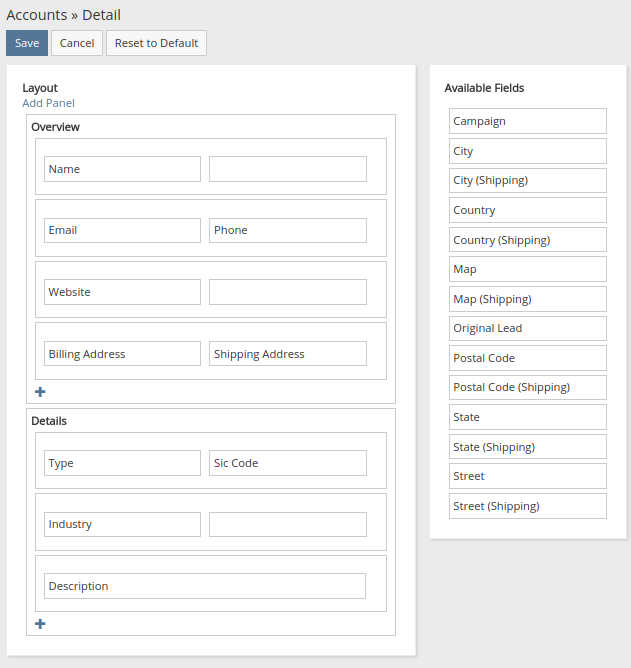 Accounts » Detail
Save Cancel Reset to Default
Layout
Add Panel
Overview
Name
Email Phone
Website
Billing Address Shipping Address
Details
Type Sic Code
Industry
Description
Available Fields
Campaign
City
City (Shipping)
Country
Country (Shipping)
Map
Map (Shipping)
Original Lead
Postal Code
Postal Code (Shipping)
State
State (Shipping)
Street
Street (Shipping)